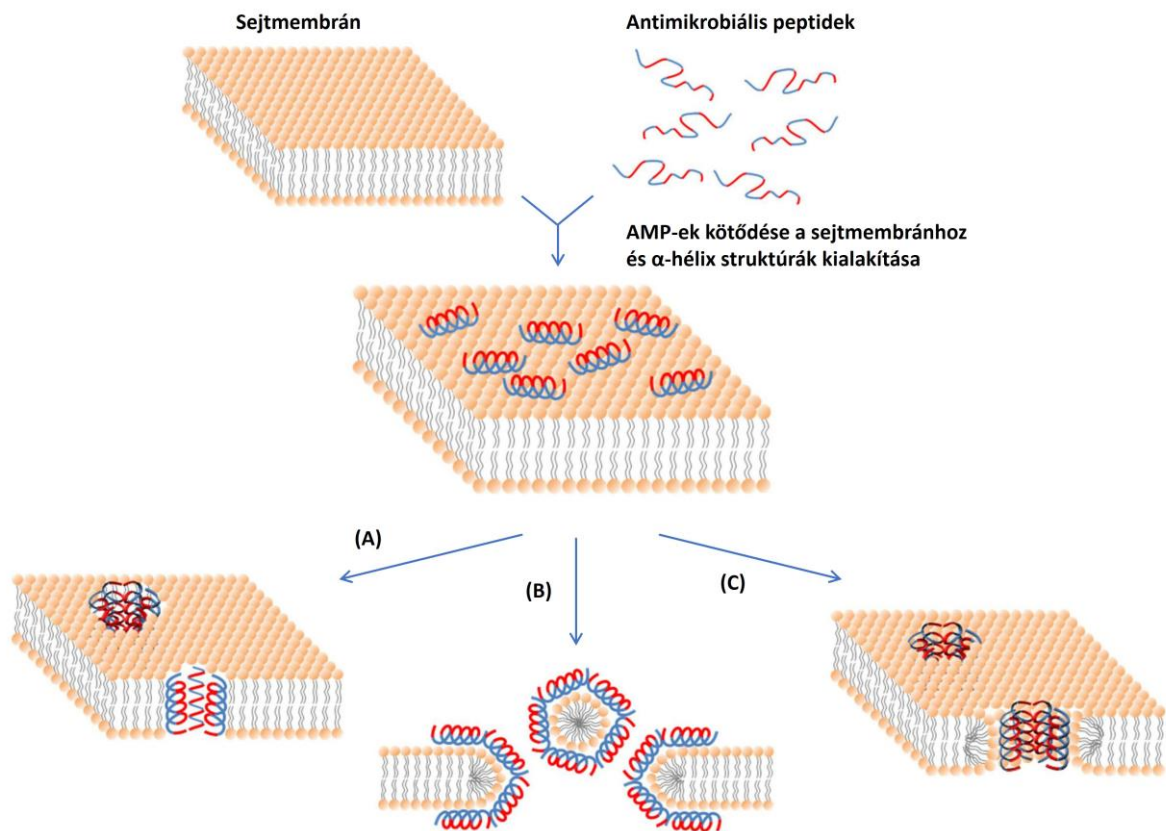 Sejtmembrán
Antimikrobiális peptidek
AMP-ek kötődése a sejtmembránhoz
és α-hélix struktúrák kialakítása
(A)
(B)
(C)